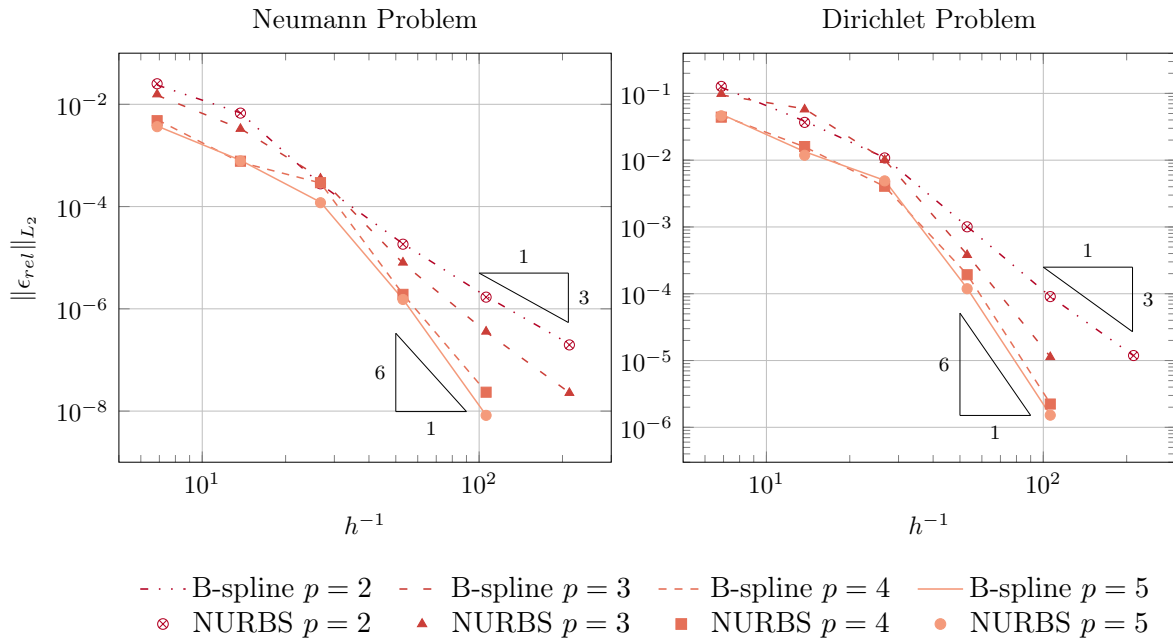 Neumann Problem
Dirichlet Problem
‖ϵ_{rel}‖_{L_2}
10^{-2}
10^{-4}
10^{-6}
10^{-8}
1
3
6
1
10^1
10^2
h^{-1}
10^{-1}
10^{-2}
10^{-3}
10^{-4}
10^{-5}
10^{-6}
1
3
6
1
10^1
10^2
h^{-1}
B-spline p = 2
B-spline p = 3
B-spline p = 4
B-spline p = 5
NURBS p = 2
NURBS p = 3
NURBS p = 4
NURBS p = 5